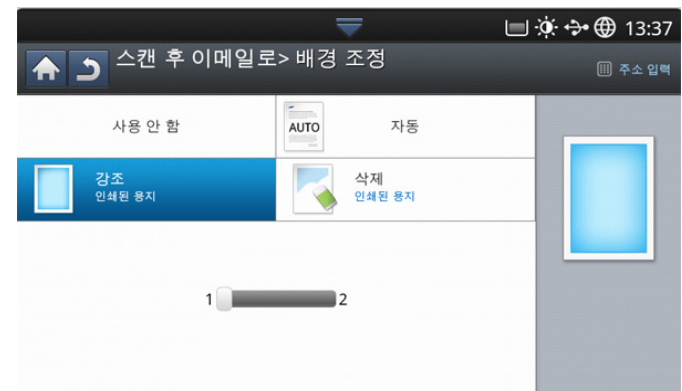 13:37
스캔 후 이메일로> 배경 조정
주소 입력
사용 안 함
AUTO
자동
강조
인쇄된 용지
삭제
인쇄된 용지
1
2